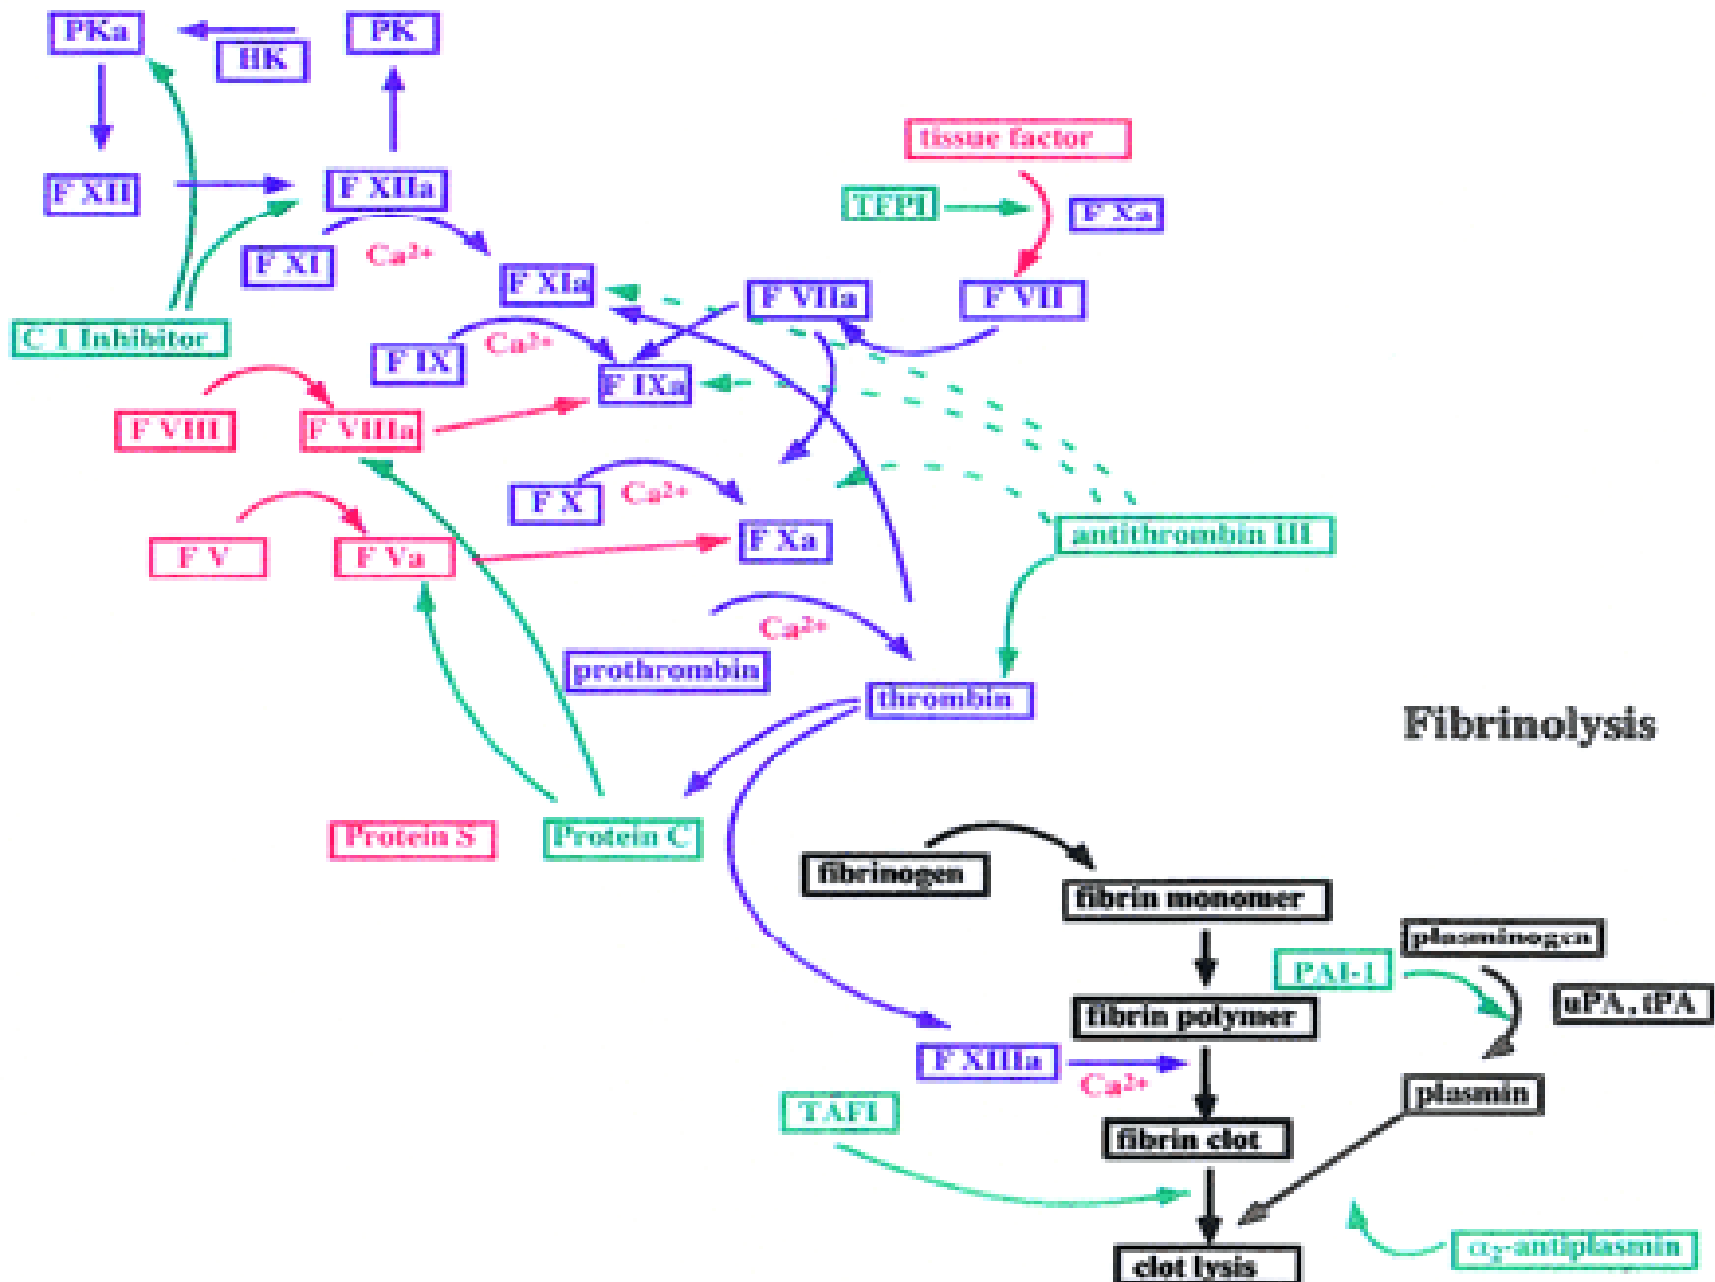 PKa
PK
HK
tissue factor
F XII
F XIIa
TFPI
F Xa
F XI
Ca²⁺
F XIa
F VIIa
F VII
C 1 Inhibitor
F IX
Ca²⁺
F IXa
F VIII
F VIIIa
F X
Ca²⁺
F V
F Va
F Xa
antithrombin III
Ca²⁺
prothrombin
thrombin
Fibrinolysis
Protein S
Protein C
fibrinogen
fibrin monomer
plasminogen
PAI-1
uPA, tPA
fibrin polymer
F XIIIa
Ca²⁺
plasmin
TAFI
fibrin clot
α₂-antiplasmin
clot lysis